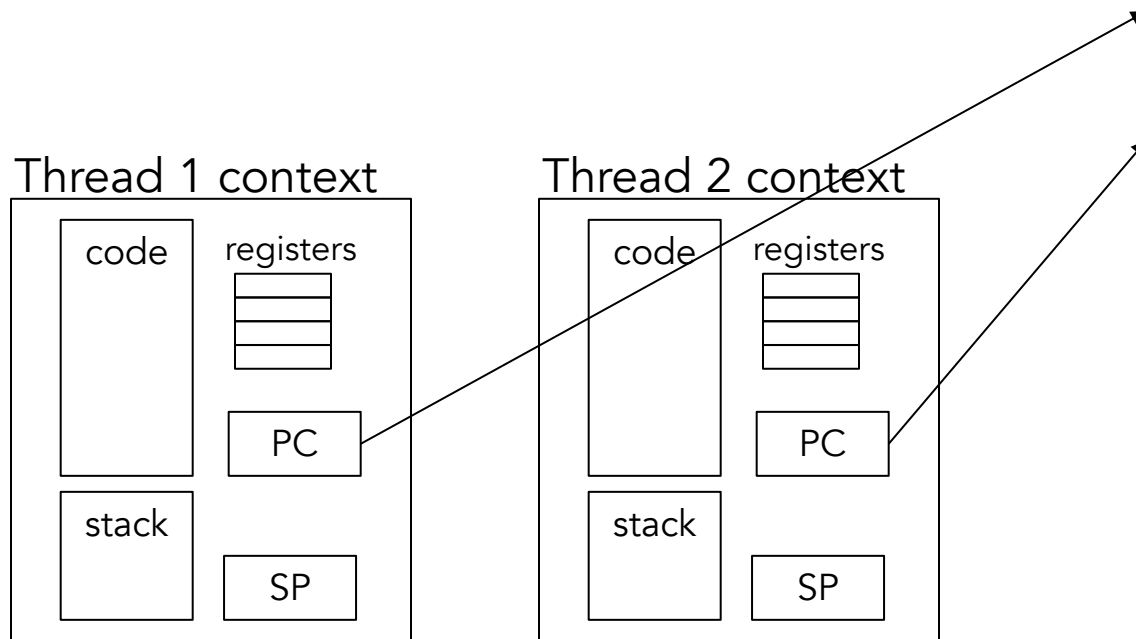 Thread 1 context
code
registers
PC
stack
SP
Thread 2 context
code
registers
PC
stack
SP